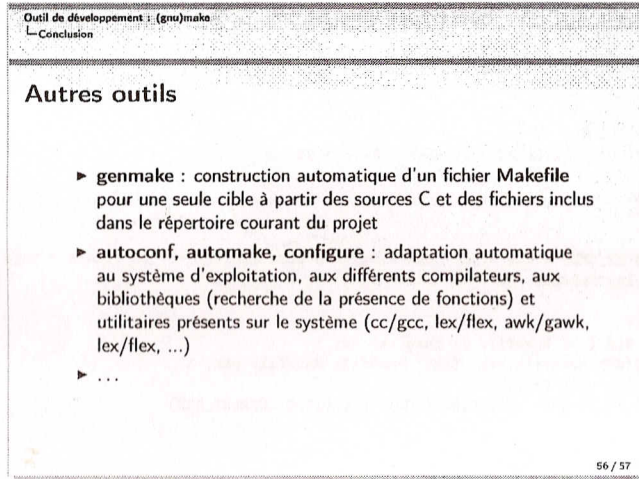 Outil de développement : (gnu)make
Conclusion
Autres outils
▶ genmake : construction automatique d'un fichier Makefile
pour une seule cible à partir des sources C et des fichiers inclus
dans le répertoire courant du projet
▶ autoconf, automake, configure : adaptation automatique
au système d'exploitation, aux différents compilateurs, aux
bibliothèques (recherche de la présence de fonctions) et
utilitaires présents sur le système (cc/gcc, lex/flex, awk/gawk,
lex/flex, ...)
▶ ...
56 / 57